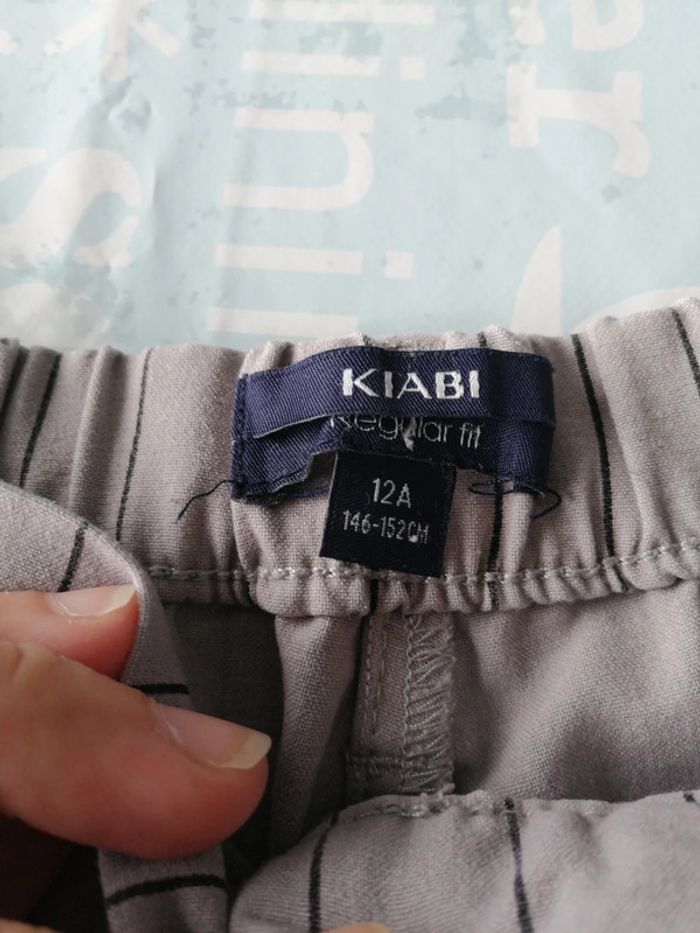 KIABI
Regular fit
12A
146-152CM